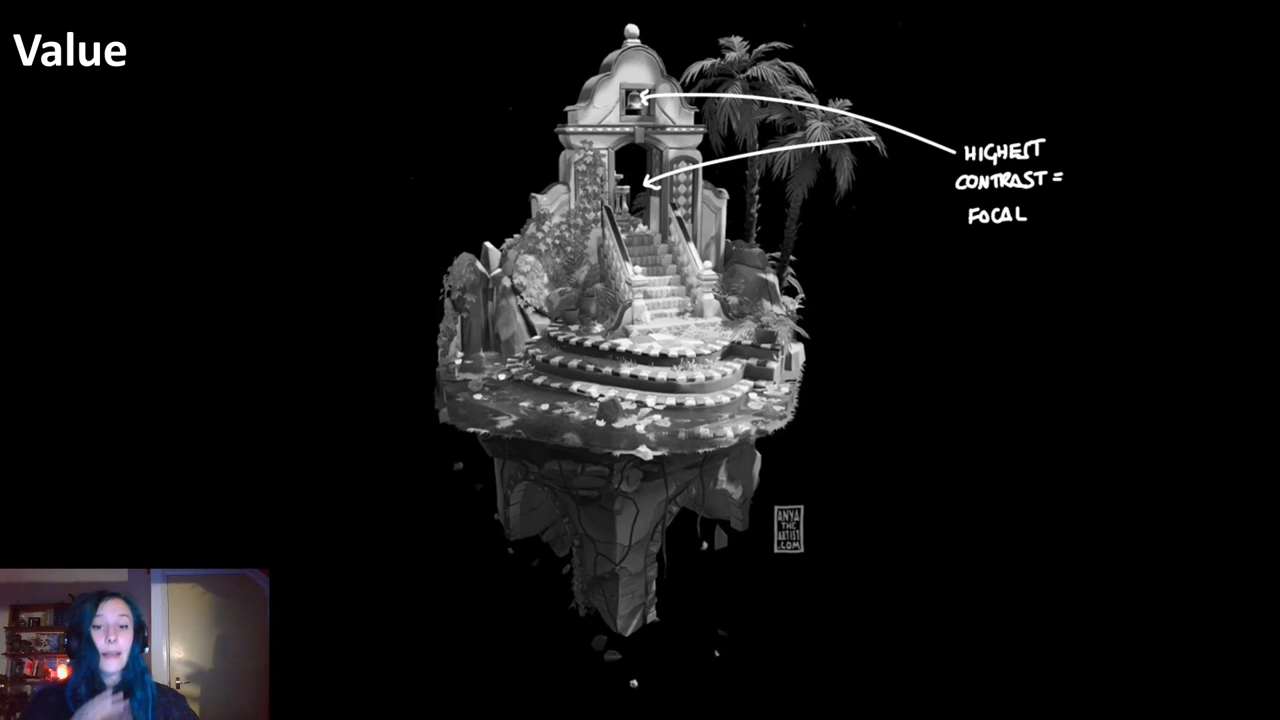 Value
HIGHEST
CONTRAST =
FOCAL
ANYA
THE
ARTIST
.COM